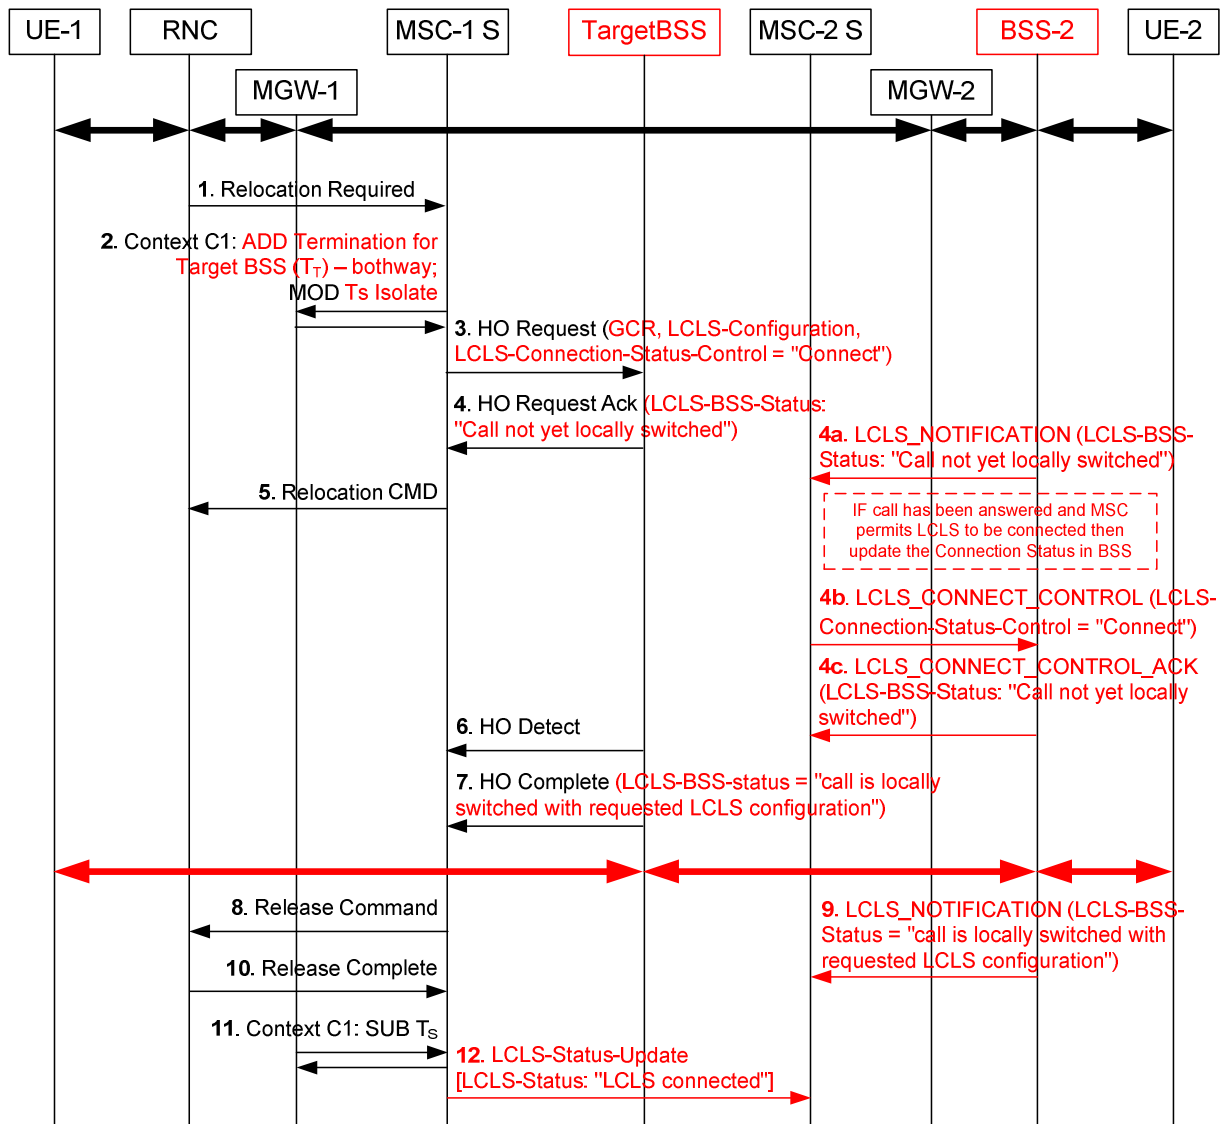 UE-1
RNC
MSC-1 S
TargetBSS
MSC-2 S
BSS-2
UE-2
MGW-1
MGW-2
1. Relocation Required
2. Context C1: ADD Termination for
Target BSS (TT) – bothway;
MOD Ts Isolate
3. HO Request (GCR, LCLS-Configuration,
LCLS-Connection-Status-Control = "Connect")
4. HO Request Ack (LCLS-BSS-Status:
"Call not yet locally switched")
4a. LCLS_NOTIFICATION (LCLS-BSS-
Status: "Call not yet locally switched")
5. Relocation CMD
IF call has been answered and MSC
permits LCLS to be connected then
update the Connection Status in BSS
4b. LCLS_CONNECT_CONTROL (LCLS-
Connection-Status-Control = "Connect")
4c. LCLS_CONNECT_CONTROL_ACK
(LCLS-BSS-Status: "Call not yet locally
switched")
6. HO Detect
7. HO Complete (LCLS-BSS-status = "call is locally
switched with requested LCLS configuration")
8. Release Command
9. LCLS_NOTIFICATION (LCLS-BSS-
Status = "call is locally switched with
requested LCLS configuration")
10. Release Complete
11. Context C1: SUB TS
12. LCLS-Status-Update
[LCLS-Status: "LCLS connected"]